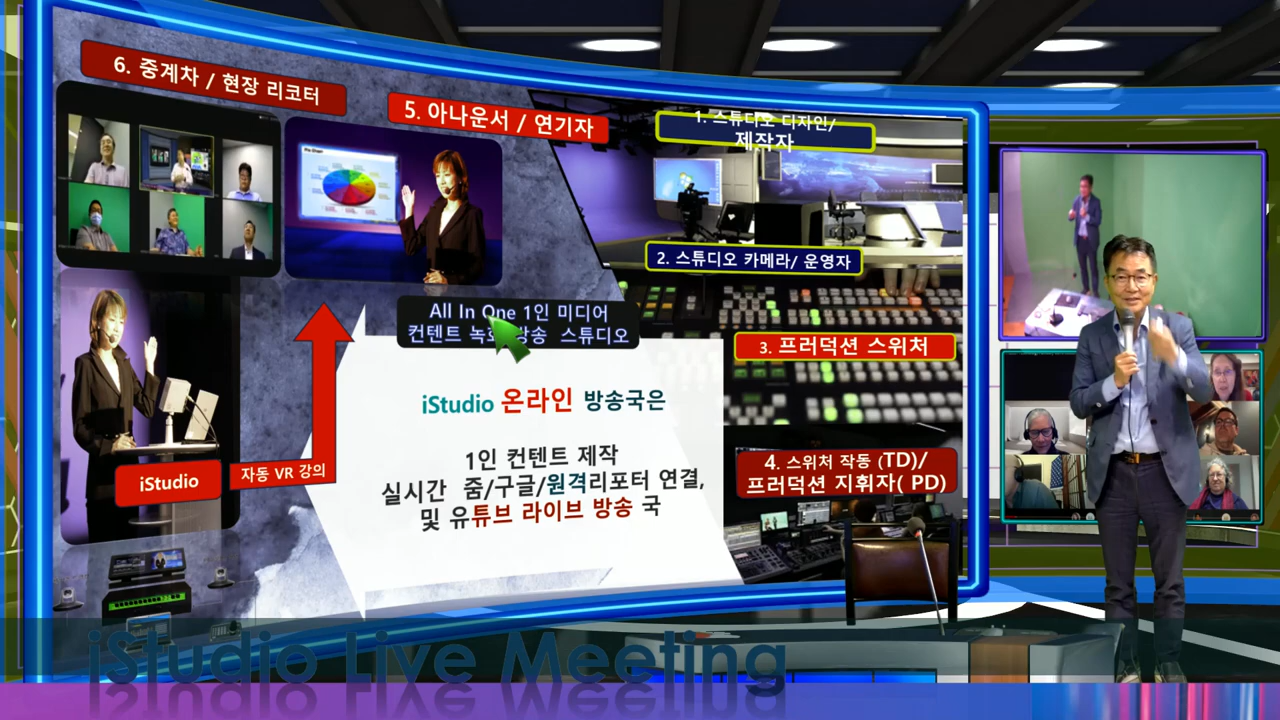 6. 중계차 / 현장 리코터
5. 아나운서 / 연기자
1. 스튜디오 디자인/
제작자
2. 스튜디오 카메라/ 운영자
All In One 1인 미디어
컨텐트 녹화 방송 스튜디오
3. 프러덕션 스위처
iStudio 온라인 방송국은
1인 컨텐트 제작
실시간 줌/구글/원격리포터 연결,
및 유튜브 라이브 방송 국
4. 스위처 작동 (TD)/
프러덕션 지휘자( PD)
자동 VR 강의
iStudio
iStudio Live Meeting